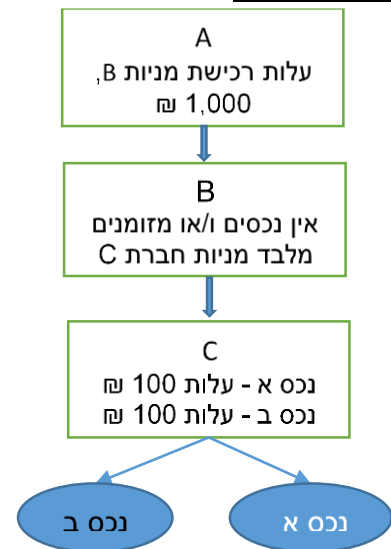 A
עלות רכישת מניות B,
1,000 ₪
B
אין נכסים ו/או מזומנים
מלבד מניות חברת C
C
נכס א - עלות 100 ₪
נכס ב - עלות 100 ₪
נכס א
נכס ב